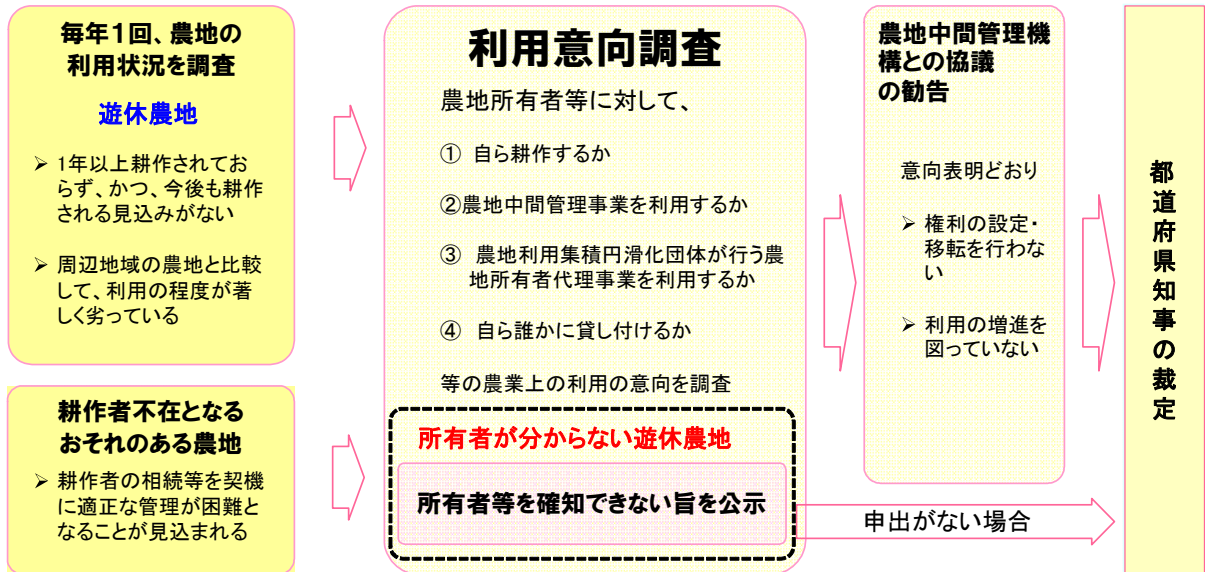 毎年１回、農地の
利用状況を調査
遊休農地
➢ 1年以上耕作されてお
らず、かつ、今後も耕作
される見込みがない
➢ 周辺地域の農地と比較
して、利用の程度が著
しく劣っている
耕作者不在となる
おそれのある農地
➢ 耕作者の相続等を契機
に適正な管理が困難と
なることが見込まれる
利用意向調査
農地所有者等に対して、
① 自ら耕作するか
②農地中間管理事業を利用するか
③ 農地利用集積円滑化団体が行う農
地所有者代理事業を利用するか
④ 自ら誰かに貸し付けるか
等の農業上の利用の意向を調査
所有者が分からない遊休農地
所有者等を確知できない旨を公示
農地中間管理機
構との協議
の勧告
意向表明どおり
➢ 権利の設定・
移転を行わな
い
➢ 利用の増進を
図っていない
申出がない場合
都道府県知事の裁定